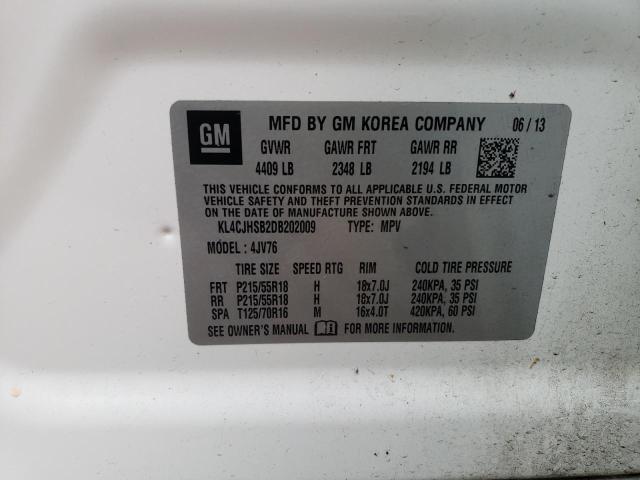 GM
MFD BY GM KOREA COMPANY 06 / 13
GVWR GAWR FRT GAWR RR
4409 LB 2348 LB 2194 LB
THIS VEHICLE CONFORMS TO ALL APPLICABLE U.S. FEDERAL MOTOR
VEHICLE SAFETY AND THEFT PREVENTION STANDARDS IN EFFECT
ON THE DATE OF MANUFACTURE SHOWN ABOVE.
KL4CJHSB2DB202009 TYPE: MPV
MODEL : 4JV76
TIRE SIZE SPEED RTG RIM COLD TIRE PRESSURE
FRT P215/55R18 H 18x7.0J 240KPA, 35 PSI
RR P215/55R18 H 18x7.0J 240KPA, 35 PSI
SPA T125/70R16 M 16x4.0T 420KPA, 60 PSI
SEE OWNER'S MANUAL FOR MORE INFORMATION.